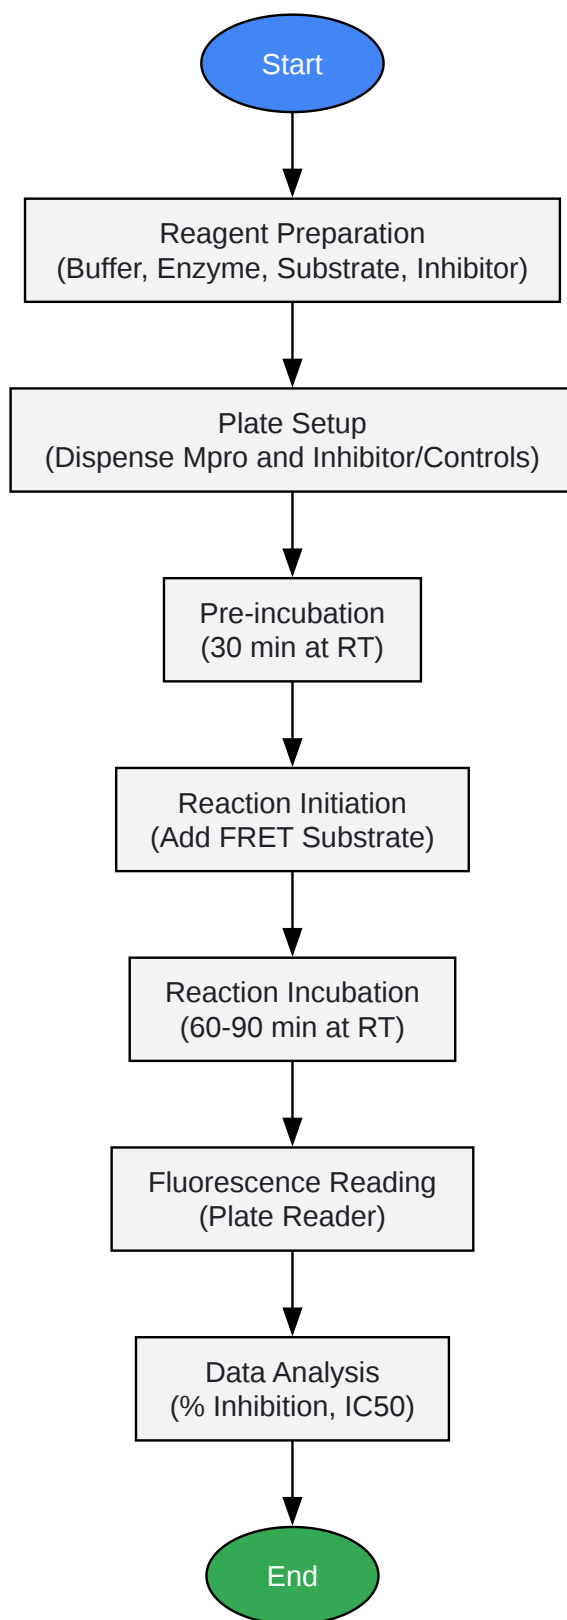 Start
Reagent Preparation
(Buffer, Enzyme, Substrate, Inhibitor)
Plate Setup
(Dispense Mpro and Inhibitor/Controls)
Pre-incubation
(30 min at RT)
Reaction Initiation
(Add FRET Substrate)
Reaction Incubation
(60-90 min at RT)
Fluorescence Reading
(Plate Reader)
Data Analysis
(% Inhibition, IC50)
End